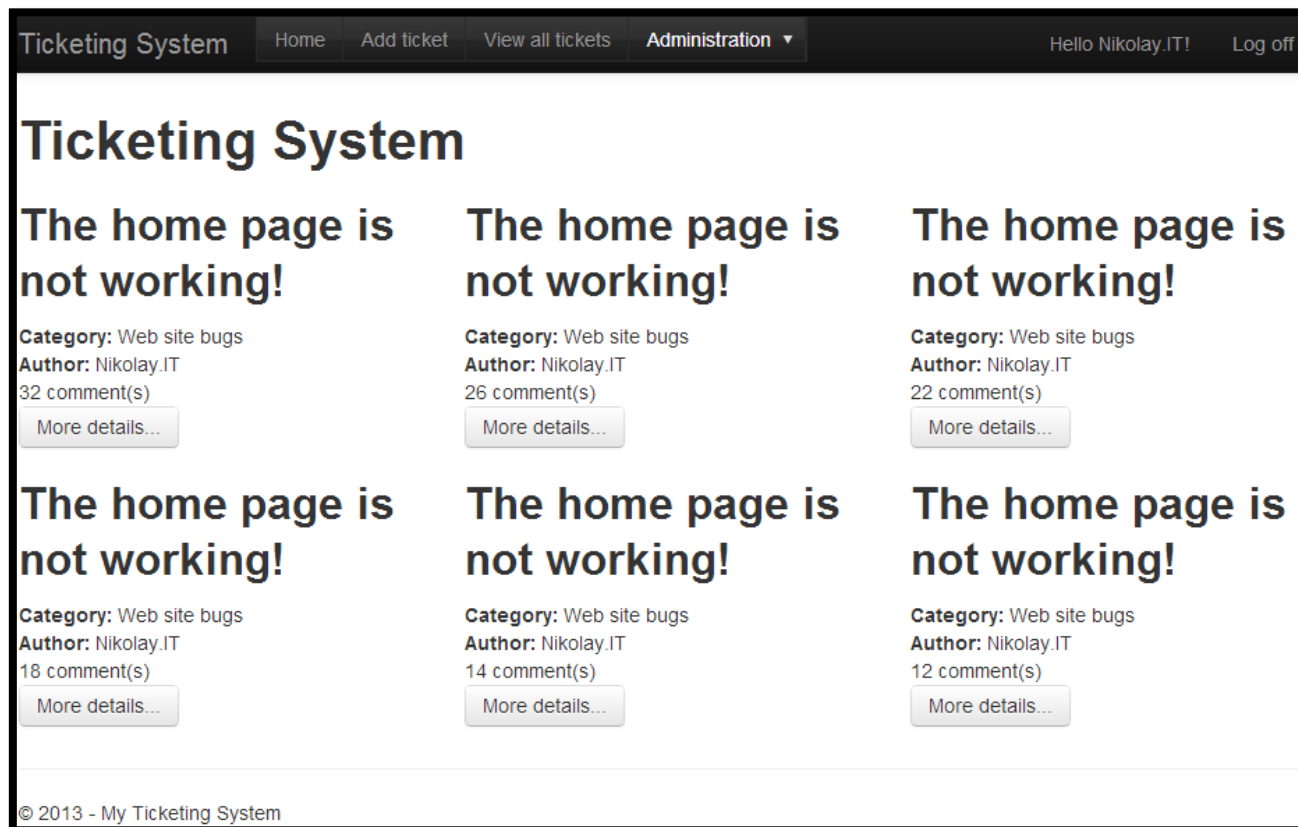 Ticketing System Home Add ticket View all tickets Administration ▼ Hello Nikolay.IT! Log off
Ticketing System
The home page is
not working!
Category: Web site bugs
Author: Nikolay.IT
32 comment(s)
More details...
The home page is
not working!
Category: Web site bugs
Author: Nikolay.IT
26 comment(s)
More details...
The home page is
not working!
Category: Web site bugs
Author: Nikolay.IT
22 comment(s)
More details...
The home page is
not working!
Category: Web site bugs
Author: Nikolay.IT
18 comment(s)
More details...
The home page is
not working!
Category: Web site bugs
Author: Nikolay.IT
14 comment(s)
More details...
The home page is
not working!
Category: Web site bugs
Author: Nikolay.IT
12 comment(s)
More details...
© 2013 - My Ticketing System